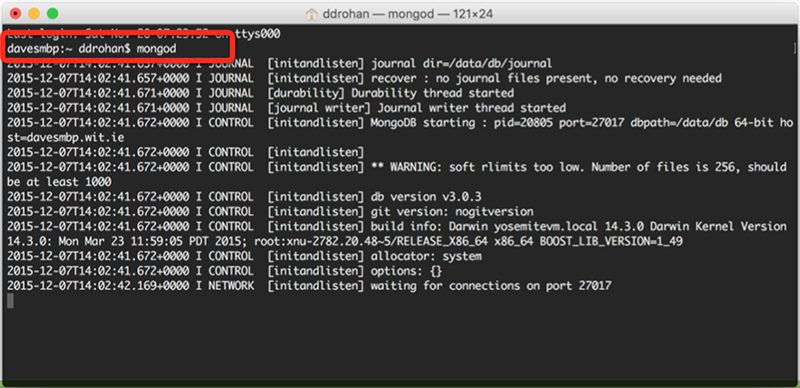 ddrohan — mongod — 121×24
Last login: Sat Nov 28 07:23:52 on ttys000
davesmbp:~ ddrohan$ mongod
2015-12-07T14:02:41.657+0000 I JOURNAL  [initandlisten] journal dir=/data/db/journal
2015-12-07T14:02:41.657+0000 I JOURNAL  [initandlisten] recover : no journal files present, no recovery needed
2015-12-07T14:02:41.671+0000 I JOURNAL  [durability] Durability thread started
2015-12-07T14:02:41.671+0000 I JOURNAL  [journal writer] Journal writer thread started
2015-12-07T14:02:41.672+0000 I CONTROL  [initandlisten] MongoDB starting : pid=20805 port=27017 dbpath=/data/db 64-bit ho
st=davesmbp.wit.ie
2015-12-07T14:02:41.672+0000 I CONTROL  [initandlisten]
2015-12-07T14:02:41.672+0000 I CONTROL  [initandlisten] ** WARNING: soft rlimits too low. Number of files is 256, should
be at least 1000
2015-12-07T14:02:41.672+0000 I CONTROL  [initandlisten] db version v3.0.3
2015-12-07T14:02:41.672+0000 I CONTROL  [initandlisten] git version: nogitversion
2015-12-07T14:02:41.672+0000 I CONTROL  [initandlisten] build info: Darwin yosemitevm.local 14.3.0 Darwin Kernel Version
14.3.0: Mon Mar 23 11:59:05 PDT 2015; root:xnu-2782.20.48~5/RELEASE_X86_64 x86_64 BOOST_LIB_VERSION=1_49
2015-12-07T14:02:41.672+0000 I CONTROL  [initandlisten] allocator: system
2015-12-07T14:02:41.672+0000 I CONTROL  [initandlisten] options: {}
2015-12-07T14:02:42.169+0000 I NETWORK  [initandlisten] waiting for connections on port 27017